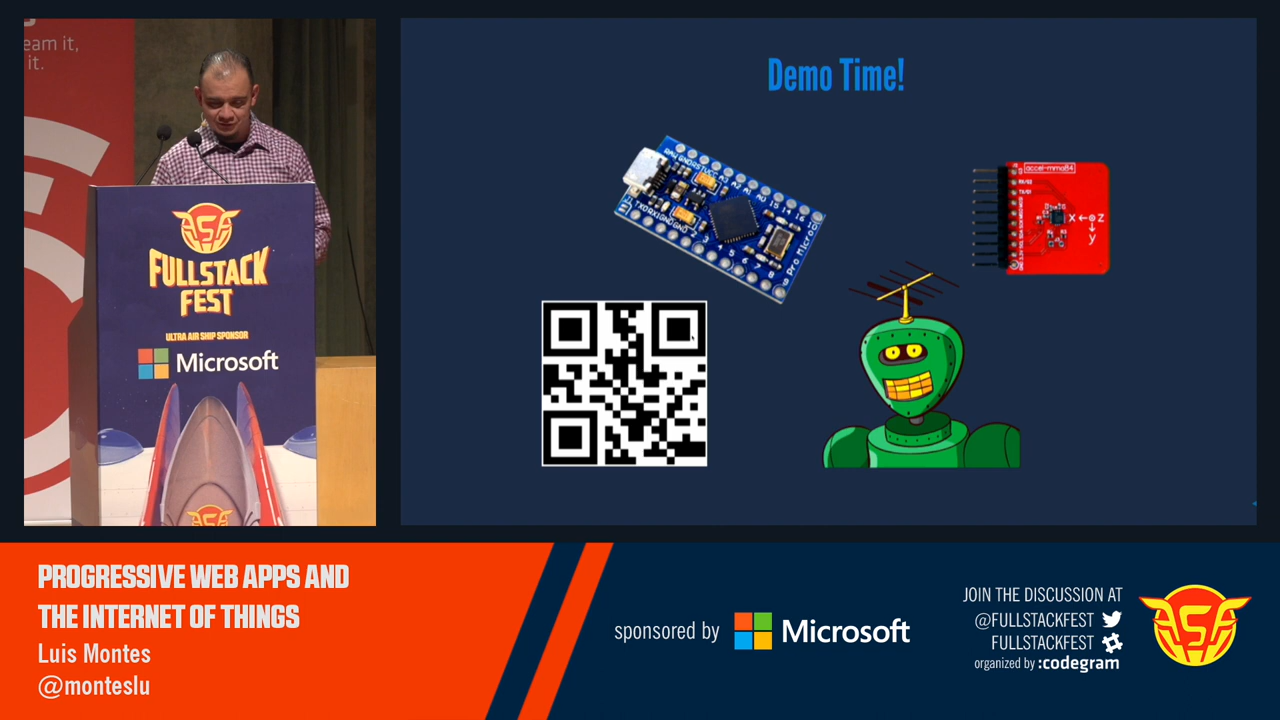 eam it,
it.
FULLSTACK
FEST
ULTRA AIR SHIP SPONSOR
Microsoft
Demo Time!
accel-mma84
X
Z
y
Pro Micro
PROGRESSIVE WEB APPS AND
THE INTERNET OF THINGS
Luis Montes
@monteslu
sponsored by
Microsoft
JOIN THE DISCUSSION AT
@FULLSTACKFEST
FULLSTACKFEST
organized by :codegram